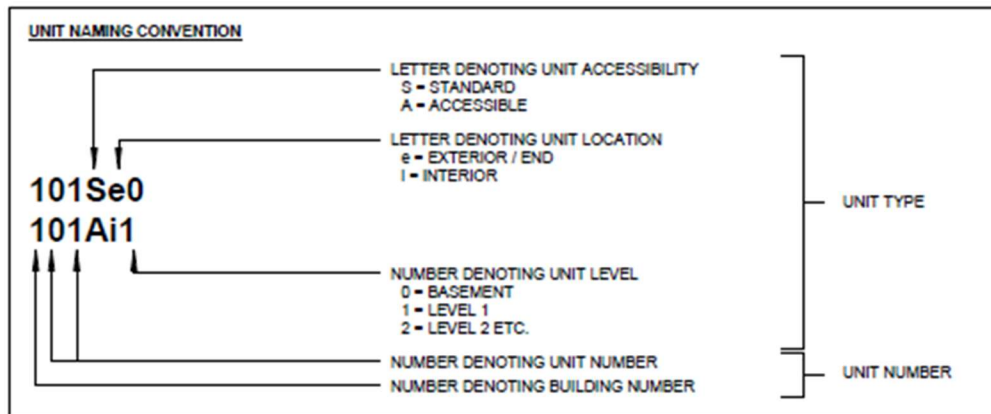 UNIT NAMING CONVENTION
LETTER DENOTING UNIT ACCESSIBILITY
S = STANDARD
A = ACCESSIBLE
LETTER DENOTING UNIT LOCATION
e = EXTERIOR / END
I = INTERIOR
101Se0
101Ai1
UNIT TYPE
NUMBER DENOTING UNIT LEVEL
0 = BASEMENT
1 = LEVEL 1
2 = LEVEL 2 ETC.
NUMBER DENOTING UNIT NUMBER
NUMBER DENOTING BUILDING NUMBER
UNIT NUMBER